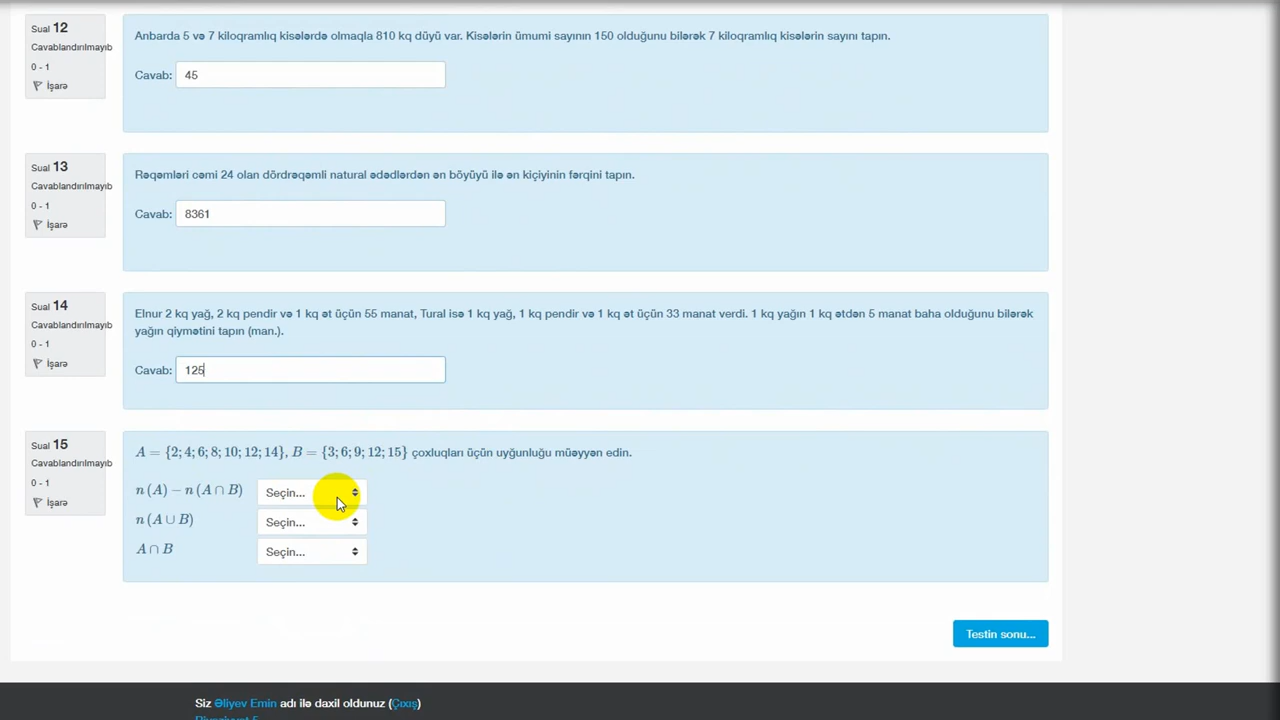 Sual 12
Cavablandırılmayıb
0 - 1
İşarə
Anbarda 5 və 7 kiloqramlıq kisələrdə olmaqla 810 kq düyü var. Kisələrin ümumi sayının 150 olduğunu bilərək 7 kiloqramlıq kisələrin sayını tapın.
Cavab: 45
Sual 13
Cavablandırılmayıb
0 - 1
İşarə
Rəqəmləri cəmi 24 olan dördrəqəmli natural ədədlərdən ən böyüyü ilə ən kiçiyinin fərqini tapın.
Cavab: 8361
Sual 14
Cavablandırılmayıb
0 - 1
İşarə
Elnur 2 kq yağ, 2 kq pendir və 1 kq ət üçün 55 manat, Tural isə 1 kq yağ, 1 kq pendir və 1 kq ət üçün 33 manat verdi. 1 kq yağın 1 kq ətdən 5 manat baha olduğunu bilərək
yağın qiymətini tapın (man.).
Cavab: 125
Sual 15
Cavablandırılmayıb
0 - 1
İşarə
A = {2; 4; 6; 8; 10; 12; 14}, B = {3; 6; 9; 12; 15} çoxluqları üçün uyğunluğu müəyyən edin.
n (A) − n (A ∩ B) Seçin...
n (A ∪ B) Seçin...
A ∩ B Seçin...
Testin sonu...
Siz Əliyev Emin adı ilə daxil oldunuz (Çıxış)